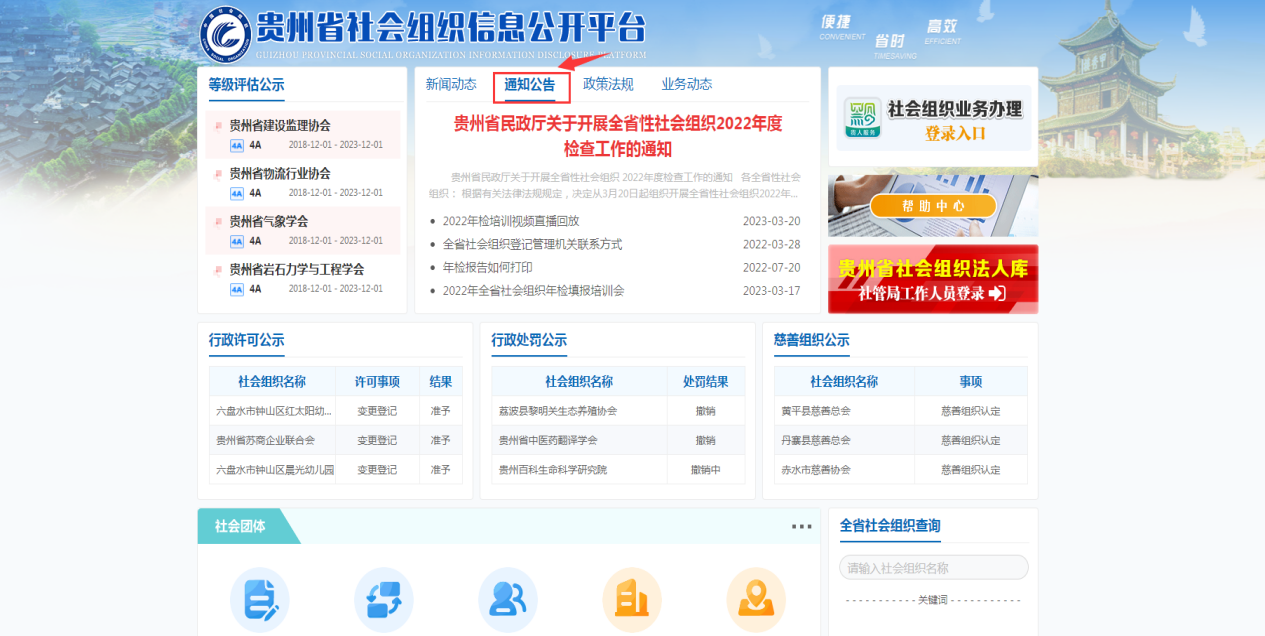 贵州省社会组织信息公开平台
GUIZHOU PROVINCIAL SOCIAL ORGANIZATION INFORMATION DISCLOSURE PLATFORM
便捷
CONVENIENT
省时
TIMESAVING
高效
EFFICIENT
等级评估公示
贵州省建设监理协会
4A 4A 2018-12-01 - 2023-12-01
贵州省物流行业协会
4A 4A 2018-12-01 - 2023-12-01
贵州省气象学会
4A 4A 2018-12-01 - 2023-12-01
贵州省岩石力学与工程学会
4A 4A 2018-12-01 - 2023-12-01
新闻动态 通知公告 政策法规 业务动态
贵州省民政厅关于开展全省性社会组织2022年度
检查工作的通知
贵州省民政厅关于开展全省性社会组织 2022年度检查工作的通知 各全省性社会
组织： 根据有关法律法规规定，决定从3月20日起组织开展全省性社会组织2022年...
2022年检培训视频直播回放 2023-03-20
全省社会组织登记管理机关联系方式 2022-03-28
年检报告如何打印 2022-07-20
2022年全省社会组织年检填报培训会 2023-03-17
社会组织业务办理
登录入口
帮助中心
贵州省社会组织法人库
社管局工作人员登录
行政许可公示
社会组织名称 许可事项 结果
六盘水市钟山区红太阳幼... 变更登记 准予
贵州省苏商企业联合会 变更登记 准予
六盘水市钟山区晨光幼儿园 变更登记 准予
行政处罚公示
社会组织名称 处罚结果
荔波县黎明关生态养殖协会 撤销
贵州省中医药翻译学会 撤销
贵州百科生命科学研究院 撤销中
慈善组织公示
社会组织名称 事项
黄平县慈善总会 慈善组织认定
丹寨县慈善总会 慈善组织认定
赤水市慈善协会 慈善组织认定
社会团体
全省社会组织查询
请输入社会组织名称
- - - - - - - - - - - 关键词 - - - - - - - - - - -